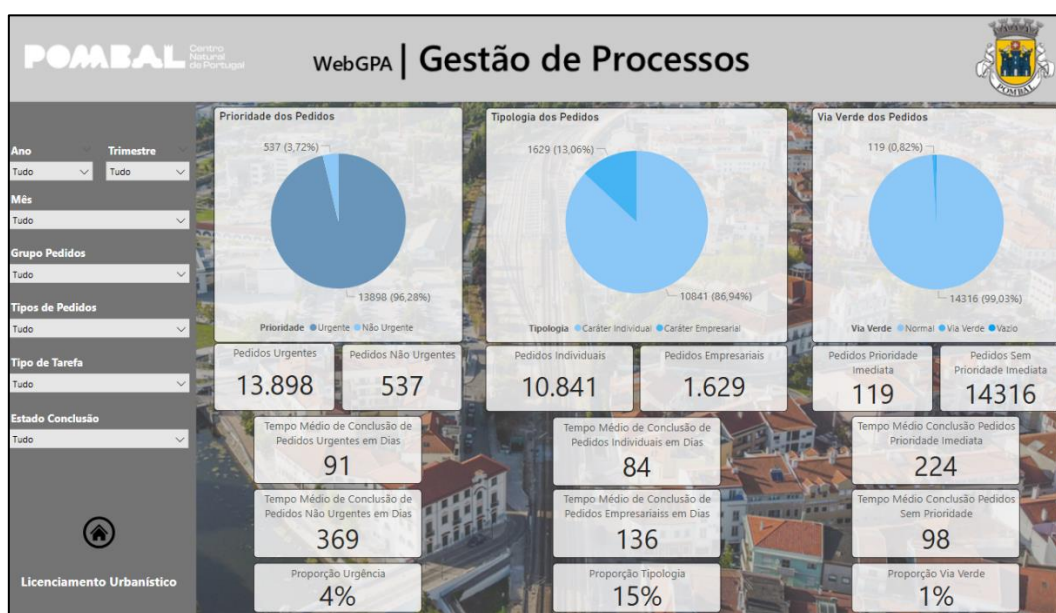 POMBAL Centro
Natural
de Portugal
WebGPA | Gestão de Processos
POMBAL
Ano Trimestre
Tudo Tudo
Mês
Tudo
Grupo Pedidos
Tudo
Tipos de Pedidos
Tudo
Tipo de Tarefa
Tudo
Estado Conclusão
Tudo
Licenciamento Urbanístico
Prioridade dos Pedidos
537 (3,72%)
13898 (96,28%)
Prioridade Urgente Não Urgente
Tipologia dos Pedidos
1629 (13,06%)
10841 (86,94%)
Tipologia Caráter Individual Caráter Empresarial
Via Verde dos Pedidos
119 (0,82%)
14316 (99,03%)
Via Verde Normal Via Verde Vazio
Pedidos Urgentes
13.898
Pedidos Não Urgentes
537
Pedidos Individuais
10.841
Pedidos Empresariais
1.629
Pedidos Prioridade
Imediata
119
Pedidos Sem
Prioridade Imediata
14316
Tempo Médio de Conclusão de
Pedidos Urgentes em Dias
91
Tempo Médio de Conclusão de
Pedidos Individuais em Dias
84
Tempo Médio Conclusão Pedidos
Prioridade Imediata
224
Tempo Médio de Conclusão de
Pedidos Não Urgentes em Dias
369
Tempo Médio de Conclusão de
Pedidos Empresariaiss em Dias
136
Tempo Médio Conclusão Pedidos
Sem Prioridade
98
Proporção Urgência
4%
Proporção Tipologia
15%
Proporção Via Verde
1%